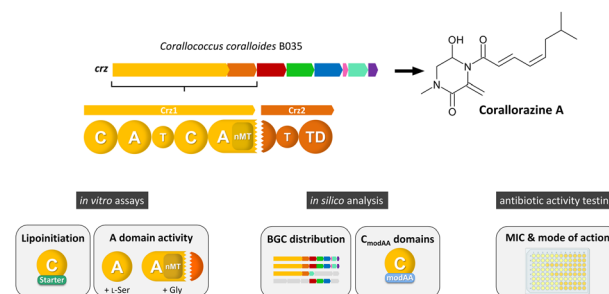 Corallococcus coralloides B035
crz
OH
O
N
N
O
Corallorazine A
Crz1
Crz2
C
A
T
C
A
nMT
T
TD
in vitro assays
in silico analysis
antibiotic activity testin
Lipoinitiation
A domain activity
BGC distribution
CmodAA domains
MIC & mode of action
C
Starter
A
A
nMT
+ L-Ser
+ Gly
C
modAA